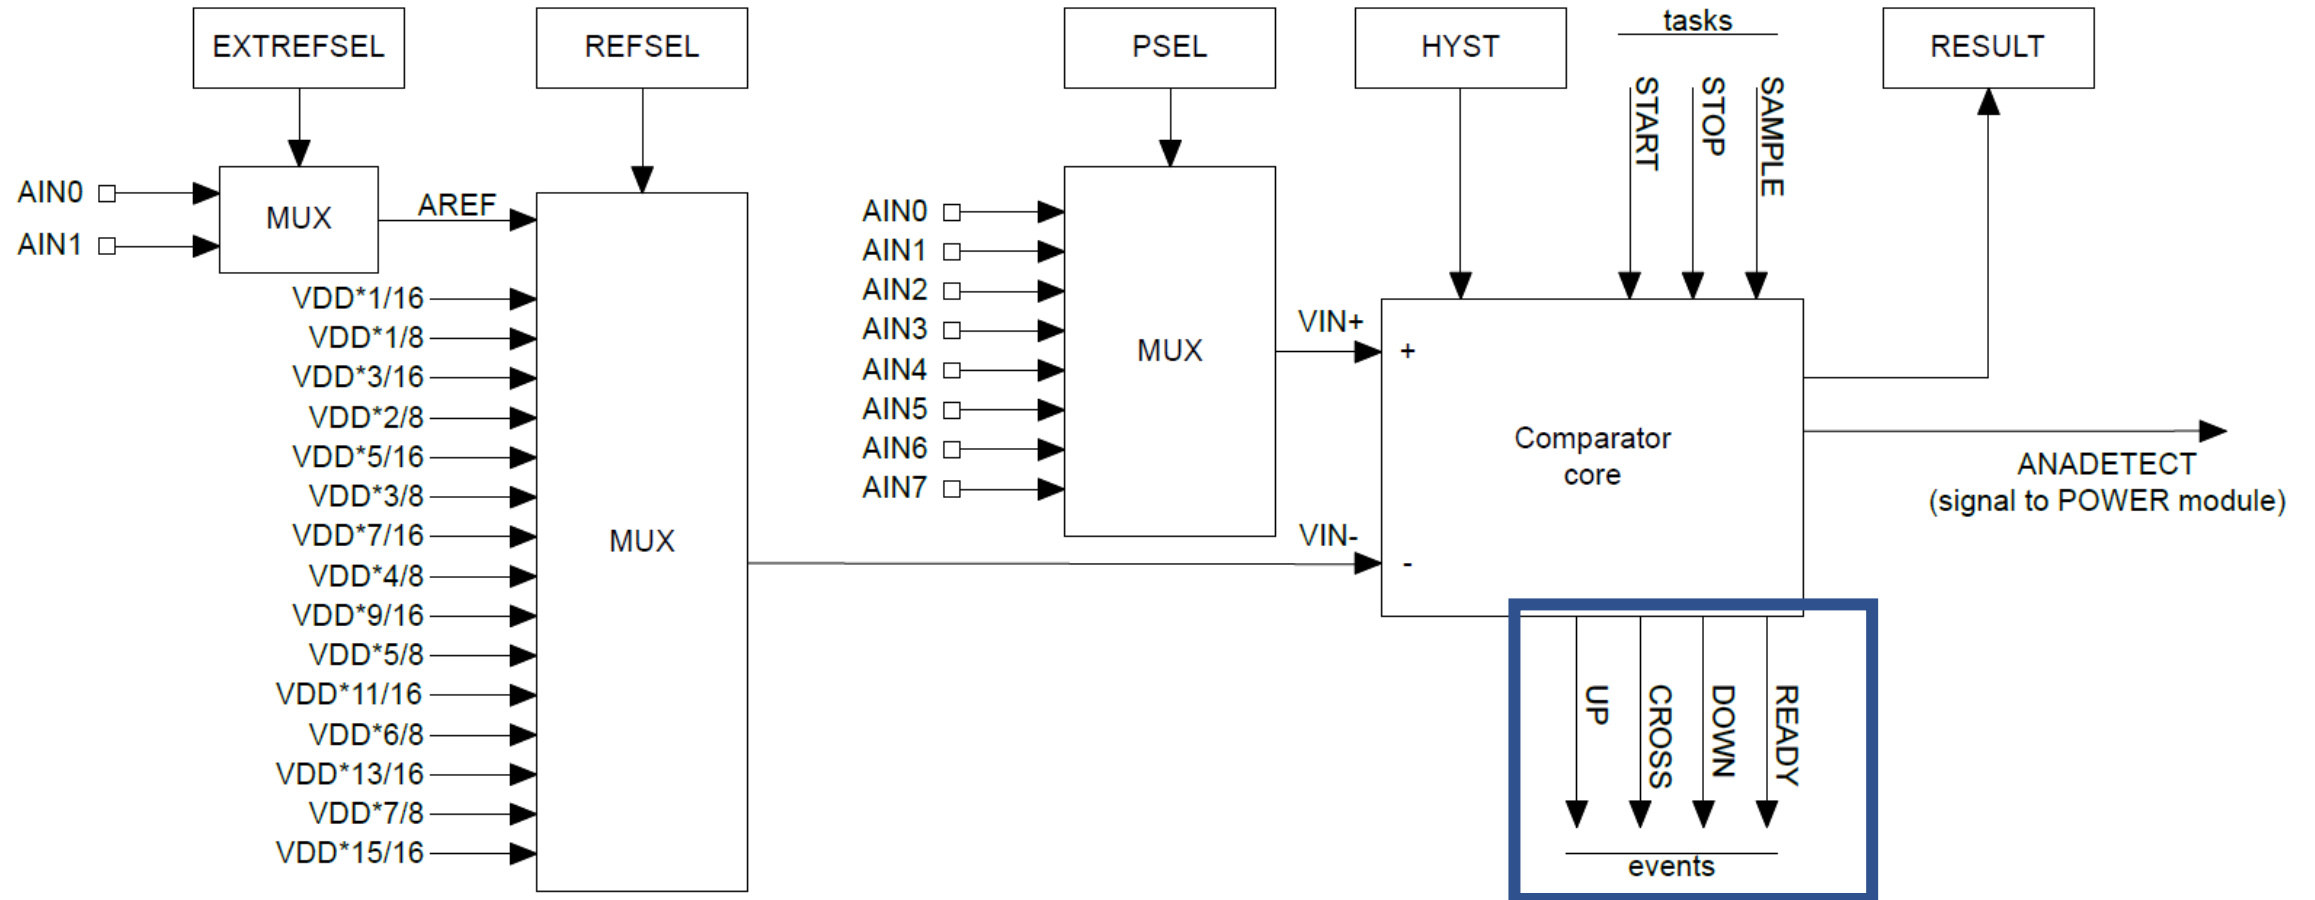 EXTREFSEL
REFSEL
PSEL
HYST
tasks
RESULT
START
STOP
SAMPLE
AIN0
AIN1
MUX
AREF
VDD*1/16
VDD*1/8
VDD*3/16
VDD*2/8
VDD*5/16
VDD*3/8
VDD*7/16
VDD*4/8
VDD*9/16
VDD*5/8
VDD*11/16
VDD*6/8
VDD*13/16
VDD*7/8
VDD*15/16
MUX
AIN0
AIN1
AIN2
AIN3
AIN4
AIN5
AIN6
AIN7
MUX
VIN+
VIN-
+
-
Comparator
core
ANADETECT
(signal to POWER module)
UP
CROSS
DOWN
READY
events